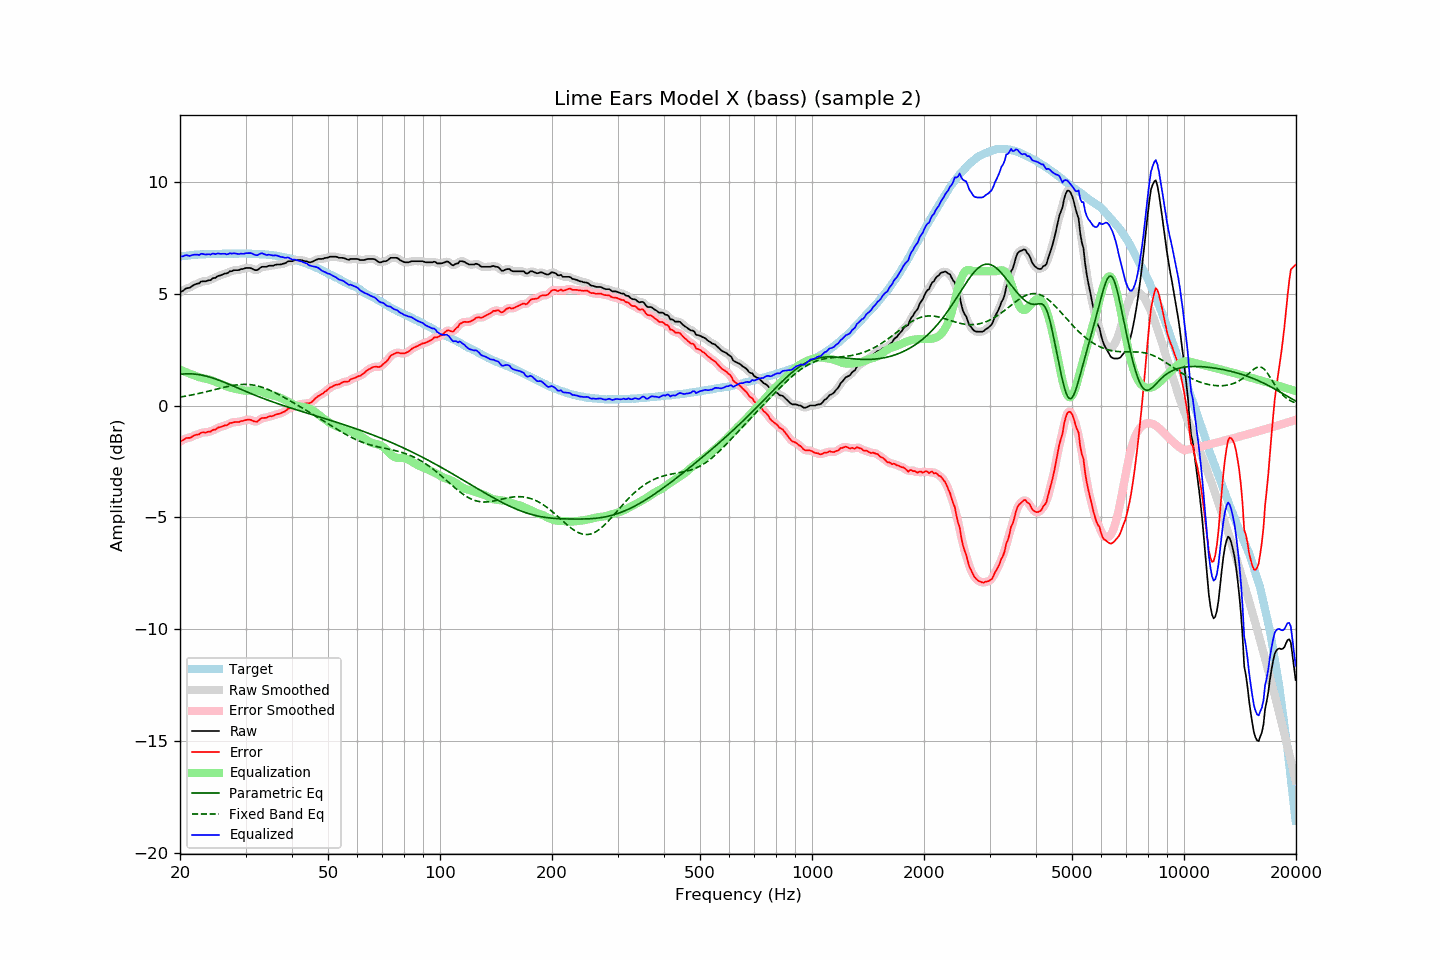 Lime Ears Model X (bass) (sample 2)
Amplitude (dBr)
10
5
0
−5
−10
−15
−20
Target
Raw Smoothed
Error Smoothed
Raw
Error
Equalization
Parametric Eq
Fixed Band Eq
Equalized
20 50 100 200 500 1000 2000 5000 10000 20000
Frequency (Hz)